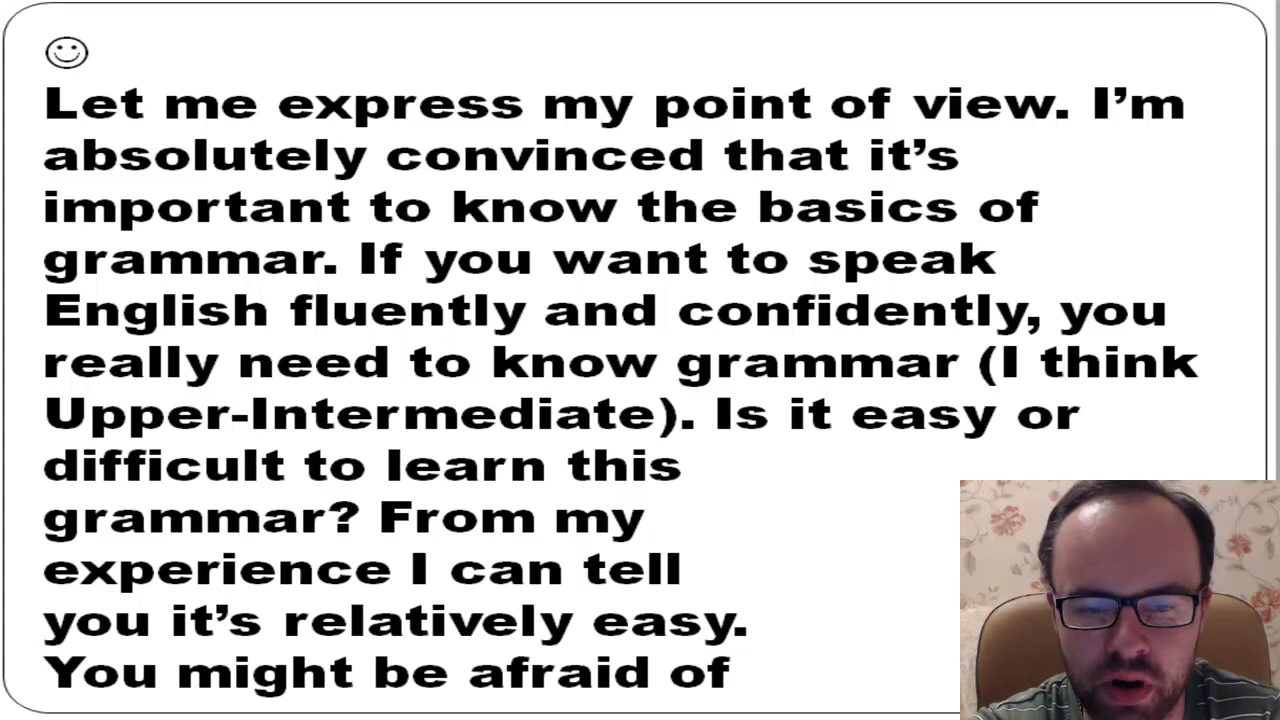 Let me express my point of view. I’m
absolutely convinced that it’s
important to know the basics of
grammar. If you want to speak
English fluently and confidently, you
really need to know grammar (I think
Upper-Intermediate). Is it easy or
difficult to learn this
grammar? From my
experience I can tell
you it’s relatively easy.
You might be afraid of